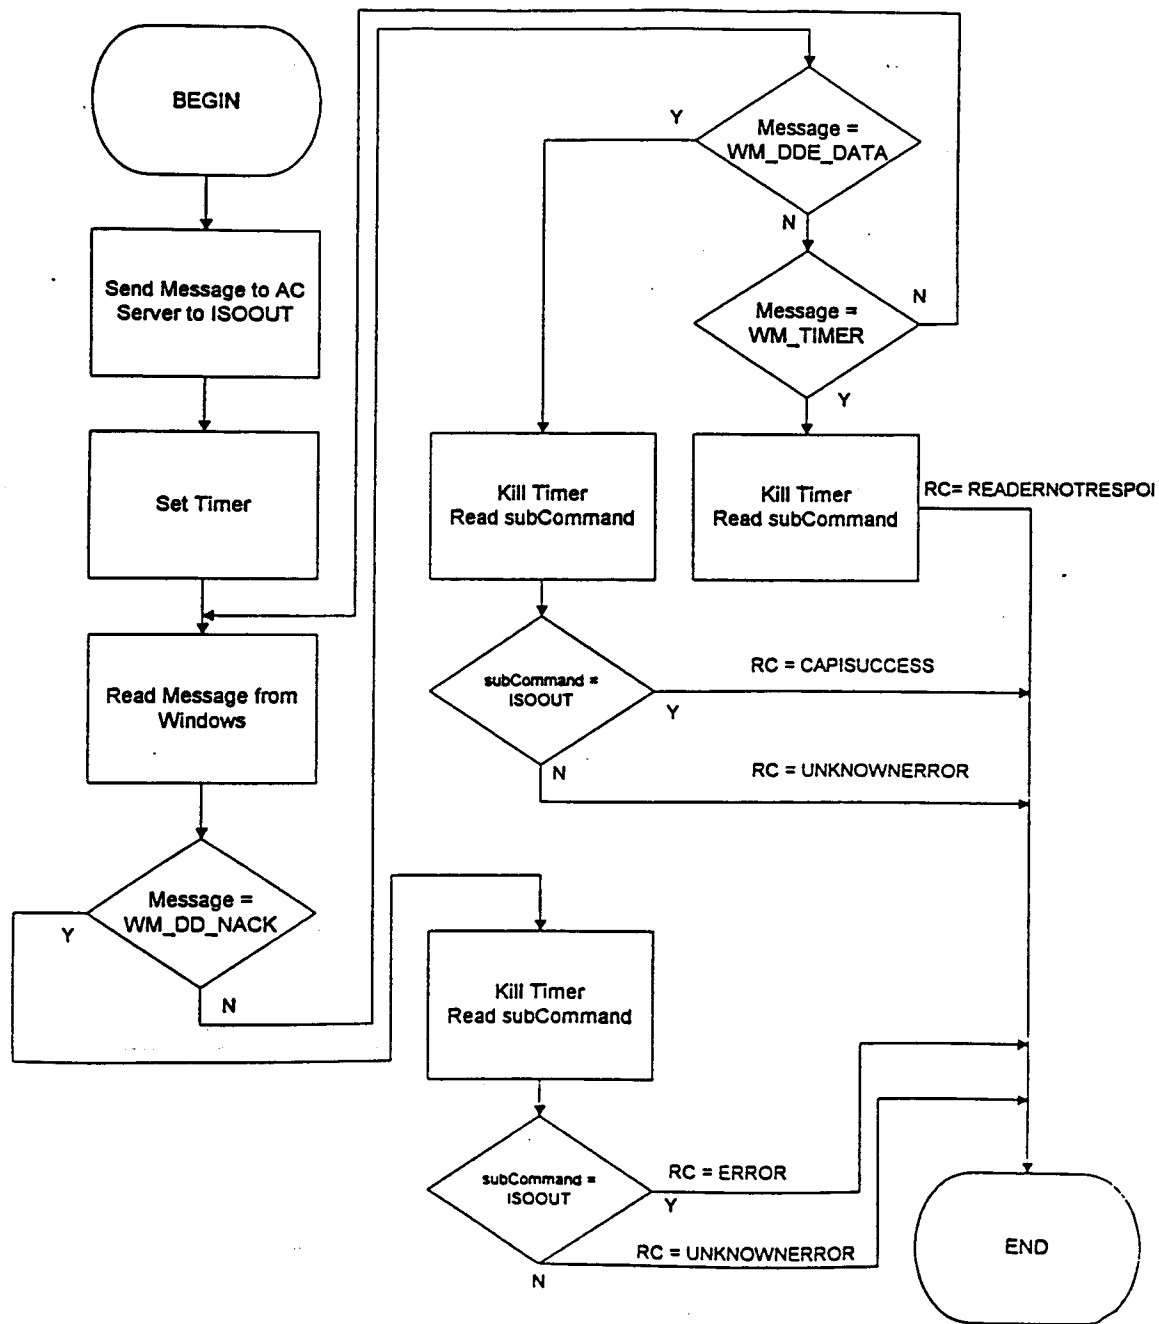 BEGIN
Send Message to AC
Server to ISOOUT
Set Timer
Read Message from
Windows
Message =
WM_DD_NACK
Y
N
Message =
WM_DDE_DATA
Y
N
Message =
WM_TIMER
N
Y
Kill Timer
Read subCommand
Kill Timer
Read subCommand
RC= READERNOTRESPOI
subCommand =
ISOOUT
RC = CAPISUCCESS
Y
N
RC = UNKNOWNERROR
Kill Timer
Read subCommand
subCommand =
ISOOUT
RC = ERROR
Y
RC = UNKNOWNERROR
N
END